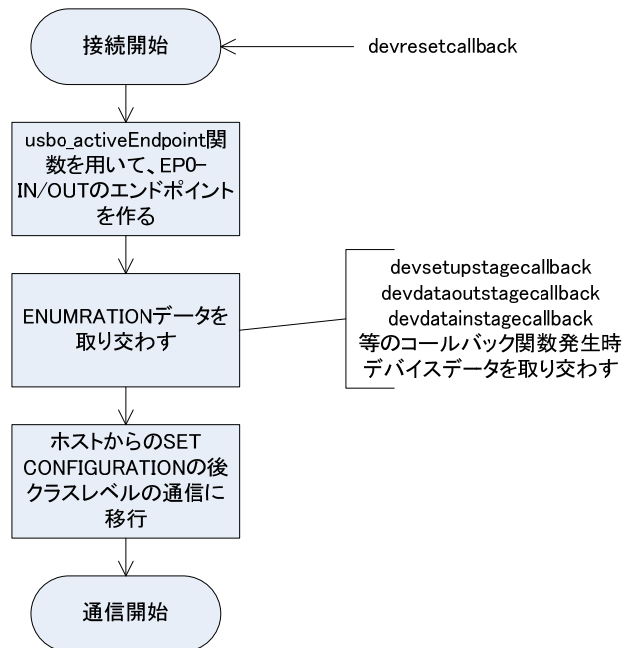 接続開始
devresetcallback
usbo_activeEndpoint関
数を用いて、EP0-
IN/OUTのエンドポイント
を作る
ENUMRATIONデータを
取り交わす
devsetupstagecallback
devdataoutstagecallback
devdatainstagecallback
等のコールバック関数発生時
デバイスデータを取り交わす
ホストからのSET
CONFIGURATIONの後
クラスレベルの通信に
移行
通信開始